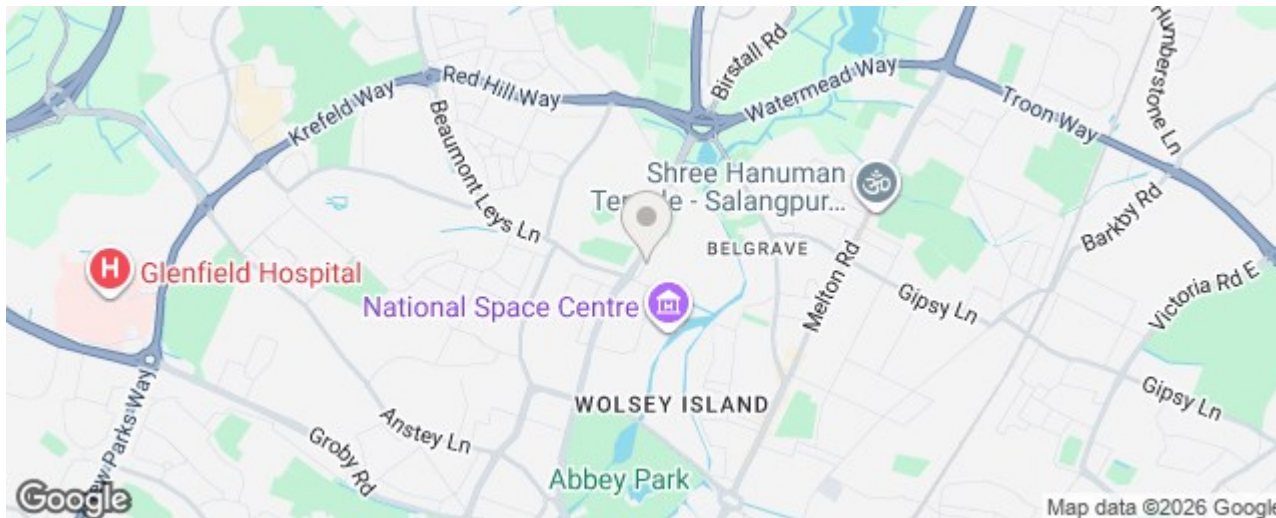 Birstall Rd
Humberstone Ln
Red Hill Way
Watermead Way
Krefeld Way
Troon Way
Beaumont Leys Ln
Shree Hanuman
Temple - Salangpur...
Barkby Rd
BELGRAVE
H
Glenfield Hospital
Victoria Rd E
Gipsy Ln
National Space Centre
Melton Rd
WOLSEY ISLAND
Gipsy Ln
Parks Way
Anstey Ln
Groby Rd
Abbey Park
Google
Map data ©2026 Google